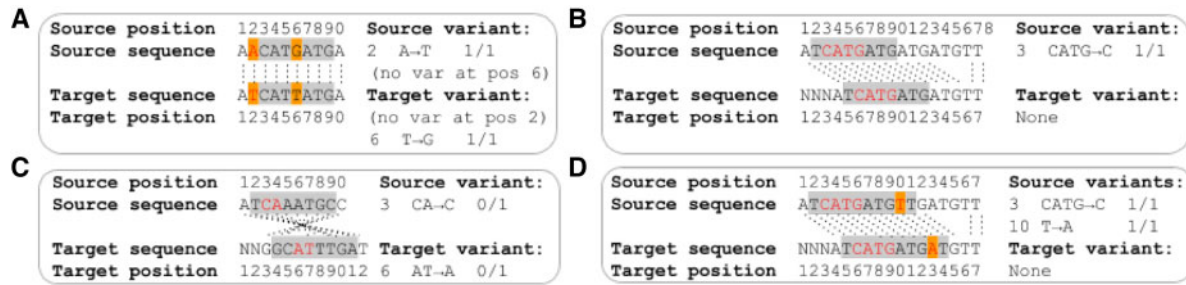 A
Source position 1234567890 Source variant:
Source sequence AACATGATGA 2 A→T 1/1
(no var at pos 6)
Target sequence ATCATTATGA Target variant:
Target position 1234567890 (no var at pos 2)
6 T→G 1/1
B
Source position 123456789012345678 Source variant:
Source sequence ATCATGATGATGATGTT 3 CATG→C 1/1
Target sequence NNNATCATGATGATGTT Target variant:
Target position 12345678901234567 None
C
Source position 1234567890 Source variant:
Source sequence ATCAAATGCC 3 CA→C 0/1
Target sequence NNGGCATTTGAT Target variant:
Target position 123456789012 6 AT→A 0/1
D
Source position 12345678901234567 Source variants:
Source sequence ATCATGATGTTGATGTT 3 CATG→C 1/1
10 T→A 1/1
Target sequence NNNATCATGATGATGTT Target variant:
Target position 12345678901234567 None